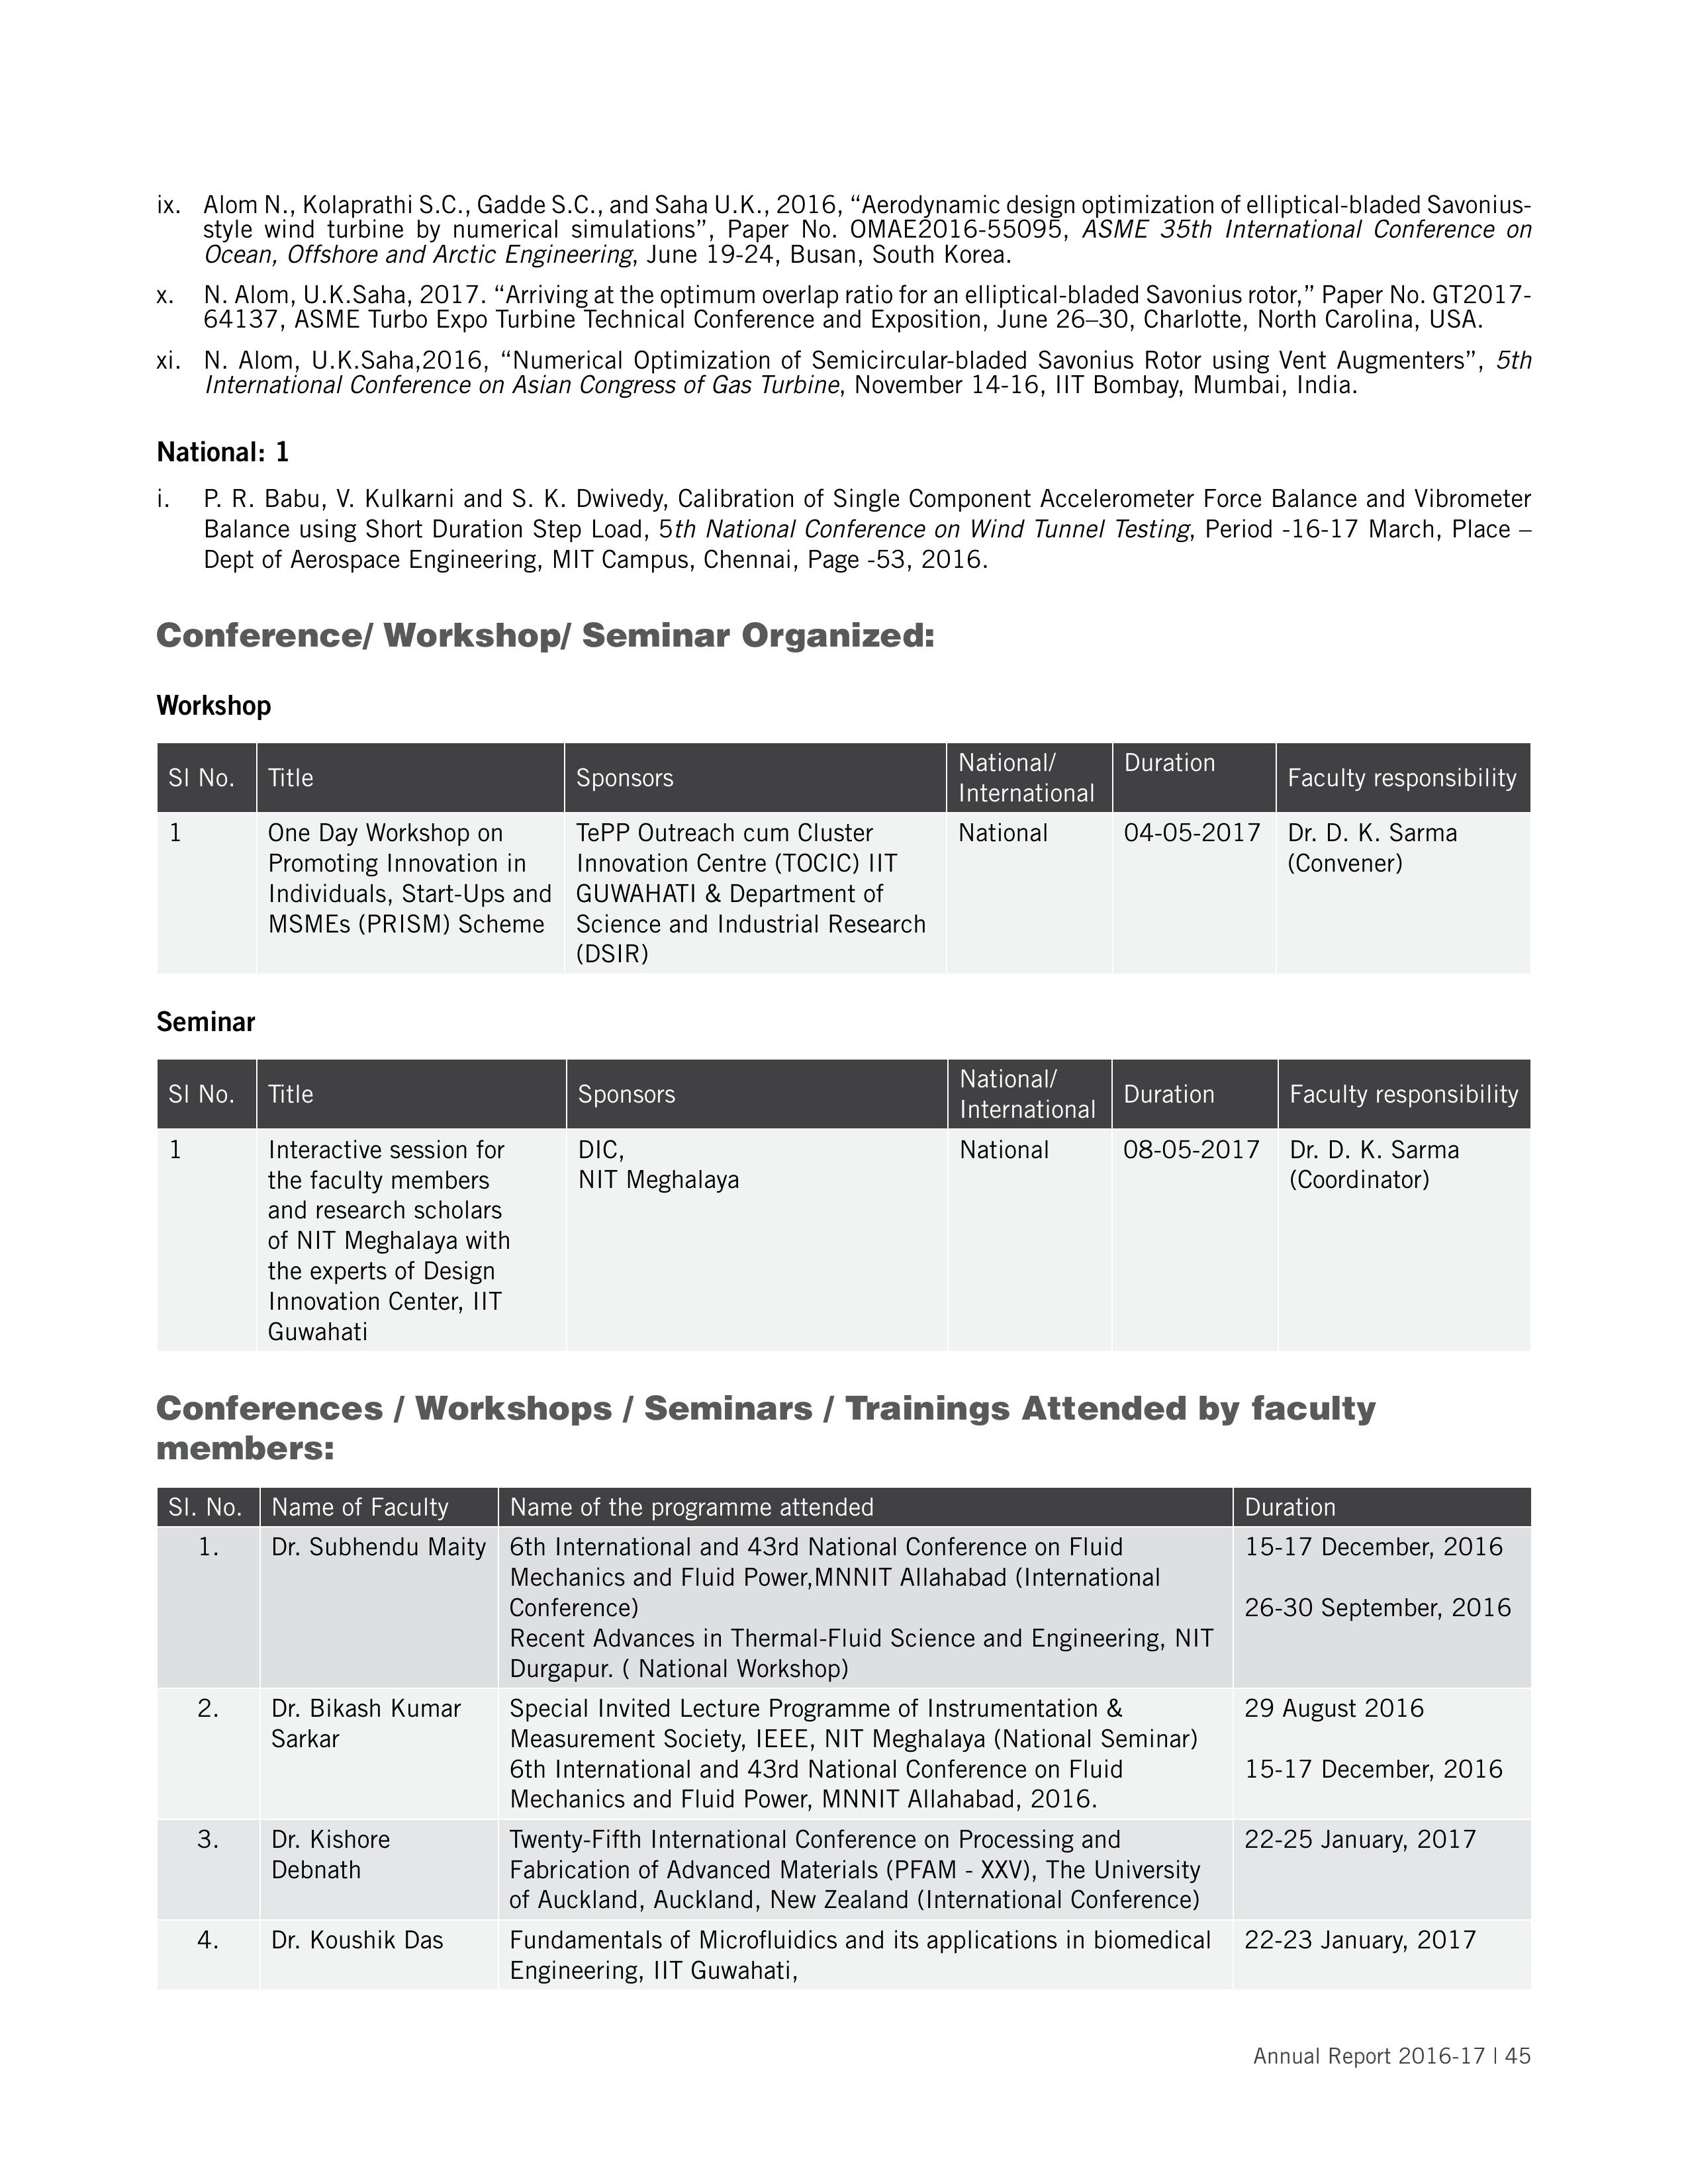 ix. Alom N., Kolaprathi S.C., Gadde S.C., and Saha U.K., 2016, “Aerodynamic design optimization of elliptical-bladed Savonius-
style wind turbine by numerical simulations”, Paper No. OMAE2016-55095, ASME 35th International Conference on
Ocean, Offshore and Arctic Engineering, June 19-24, Busan, South Korea.
x. N. Alom, U.K.Saha, 2017. “Arriving at the optimum overlap ratio for an elliptical-bladed Savonius rotor,” Paper No. GT2017-
64137, ASME Turbo Expo Turbine Technical Conference and Exposition, June 26–30, Charlotte, North Carolina, USA.
xi. N. Alom, U.K.Saha,2016, “Numerical Optimization of Semicircular-bladed Savonius Rotor using Vent Augmenters”, 5th
International Conference on Asian Congress of Gas Turbine, November 14-16, IIT Bombay, Mumbai, India.
National: 1
i. P. R. Babu, V. Kulkarni and S. K. Dwivedy, Calibration of Single Component Accelerometer Force Balance and Vibrometer
Balance using Short Duration Step Load, 5th National Conference on Wind Tunnel Testing, Period -16-17 March, Place –
Dept of Aerospace Engineering, MIT Campus, Chennai, Page -53, 2016.
Conference/ Workshop/ Seminar Organized:
Workshop
Sl No.
Title
Sponsors
National/
International
Duration
Faculty responsibility
1
One Day Workshop on
Promoting Innovation in
Individuals, Start-Ups and
MSMEs (PRISM) Scheme
TePP Outreach cum Cluster
Innovation Centre (TOCIC) IIT
GUWAHATI & Department of
Science and Industrial Research
(DSIR)
National
04-05-2017
Dr. D. K. Sarma
(Convener)
Seminar
Sl No.
Title
Sponsors
National/
International
Duration
Faculty responsibility
1
Interactive session for
the faculty members
and research scholars
of NIT Meghalaya with
the experts of Design
Innovation Center, IIT
Guwahati
DIC,
NIT Meghalaya
National
08-05-2017
Dr. D. K. Sarma
(Coordinator)
Conferences / Workshops / Seminars / Trainings Attended by faculty
members:
Sl. No.
Name of Faculty
Name of the programme attended
Duration
1.
Dr. Subhendu Maity
6th International and 43rd National Conference on Fluid
Mechanics and Fluid Power,MNNIT Allahabad (International
Conference)
Recent Advances in Thermal-Fluid Science and Engineering, NIT
Durgapur. ( National Workshop)
15-17 December, 2016
26-30 September, 2016
2.
Dr. Bikash Kumar
Sarkar
Special Invited Lecture Programme of Instrumentation &
Measurement Society, IEEE, NIT Meghalaya (National Seminar)
6th International and 43rd National Conference on Fluid
Mechanics and Fluid Power, MNNIT Allahabad, 2016.
29 August 2016
15-17 December, 2016
3.
Dr. Kishore
Debnath
Twenty-Fifth International Conference on Processing and
Fabrication of Advanced Materials (PFAM - XXV), The University
of Auckland, Auckland, New Zealand (International Conference)
22-25 January, 2017
4.
Dr. Koushik Das
Fundamentals of Microfluidics and its applications in biomedical
Engineering, IIT Guwahati,
22-23 January, 2017
Annual Report 2016-17 | 45